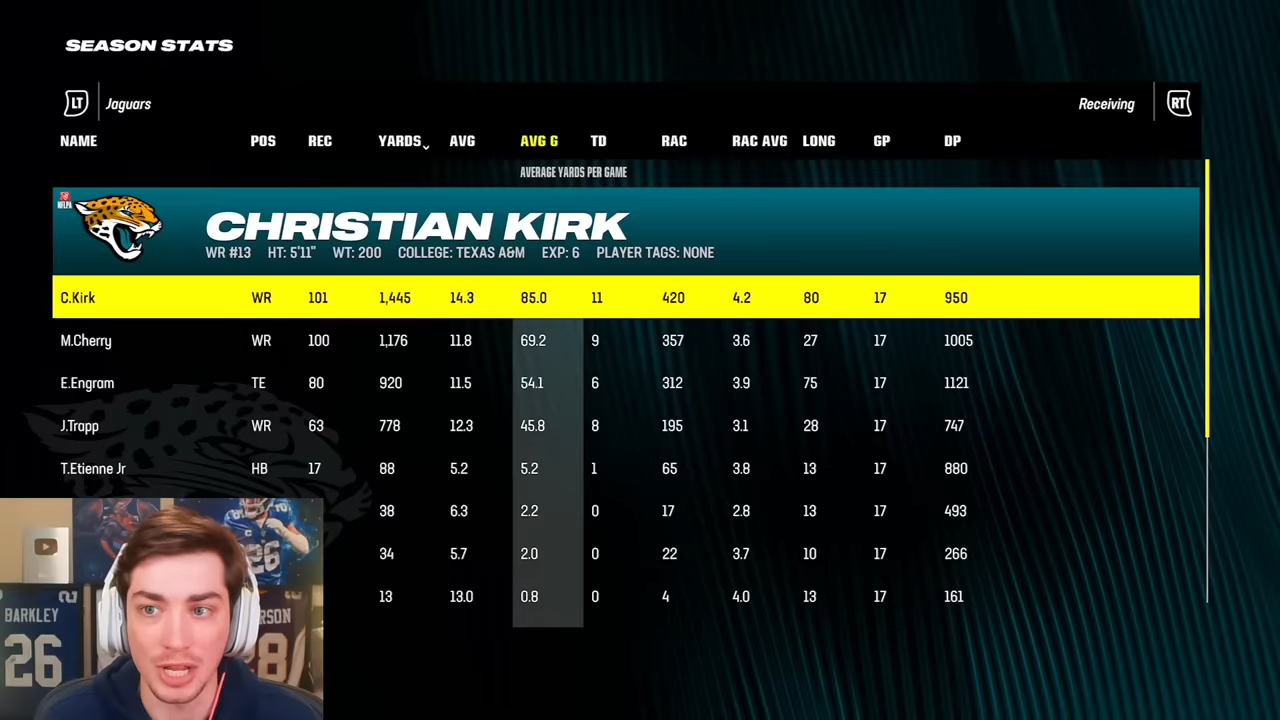 SEASON STATS
LT Jaguars Receiving RT
NAME POS REC YARDS AVG AVG G TD RAC RAC AVG LONG GP DP
AVERAGE YARDS PER GAME
NFLPA
CHRISTIAN KIRK
WR #13 HT: 5'11" WT: 200 COLLEGE: TEXAS A&M EXP: 6 PLAYER TAGS: NONE
C.Kirk WR 101 1,445 14.3 85.0 11 420 4.2 80 17 950
M.Cherry WR 100 1,176 11.8 69.2 9 357 3.6 27 17 1005
E.Engram TE 80 920 11.5 54.1 6 312 3.9 75 17 1121
J.Trapp WR 63 778 12.3 45.8 8 195 3.1 28 17 747
T.Etienne Jr HB 17 88 5.2 5.2 1 65 3.8 13 17 880
38 6.3 2.2 0 17 2.8 13 17 493
34 5.7 2.0 0 22 3.7 10 17 266
13 13.0 0.8 0 4 4.0 13 17 161
26
BARKLEY
26
RSON
28